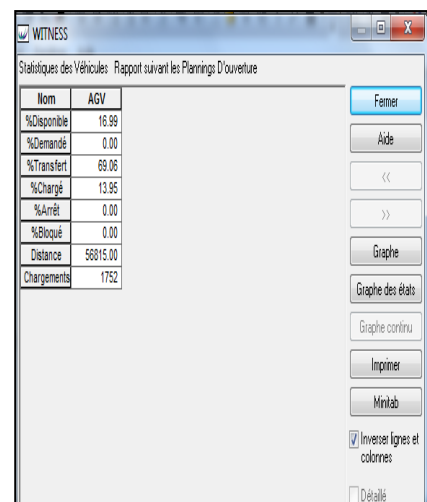 WITNESS
Statistiques des Véhicules Rapport suivant les Plannings D'ouverture
Nom AGV
%Disponible 16.99
%Demandé 0.00
%Transfert 69.06
%Chargé 13.95
%Arrêt 0.00
%Bloqué 0.00
Distance 56815.00
Chargements 1752
Fermer
Aide
<<
>>
Graphe
Graphe des états
Graphe continu
Imprimer
Minitab
Inverser lignes et
colonnes
Détaillé